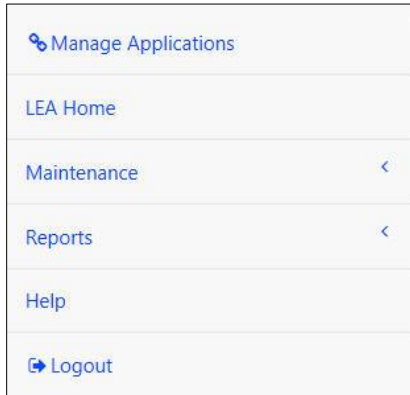 Manage Applications
LEA Home
Maintenance
Reports
Help
Logout